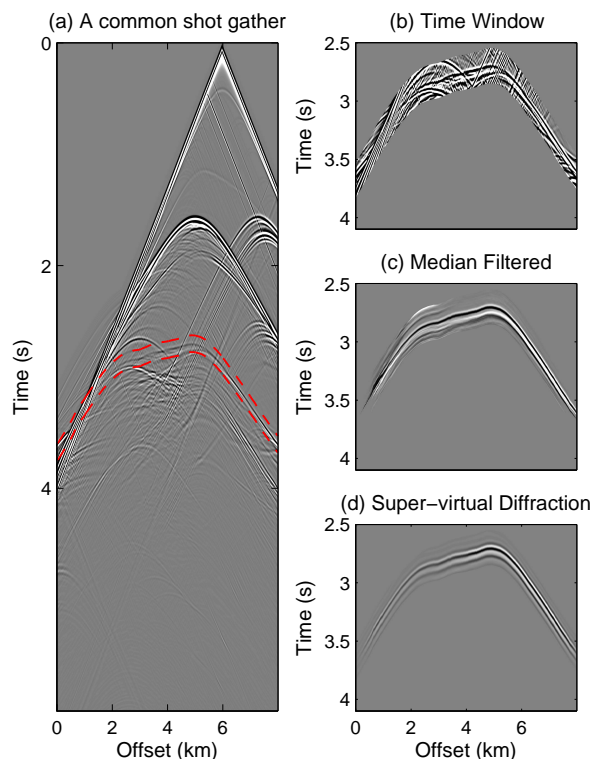 (a) A common shot gather
0
2
4
Time (s)
0 2 4 6
Offset (km)
(b) Time Window
2.5
3
3.5
4
Time (s)
(c) Median Filtered
2.5
3
3.5
4
Time (s)
(d) Super−virtual Diffraction
2.5
3
3.5
4
Time (s)
0 2 4 6
Offset (km)